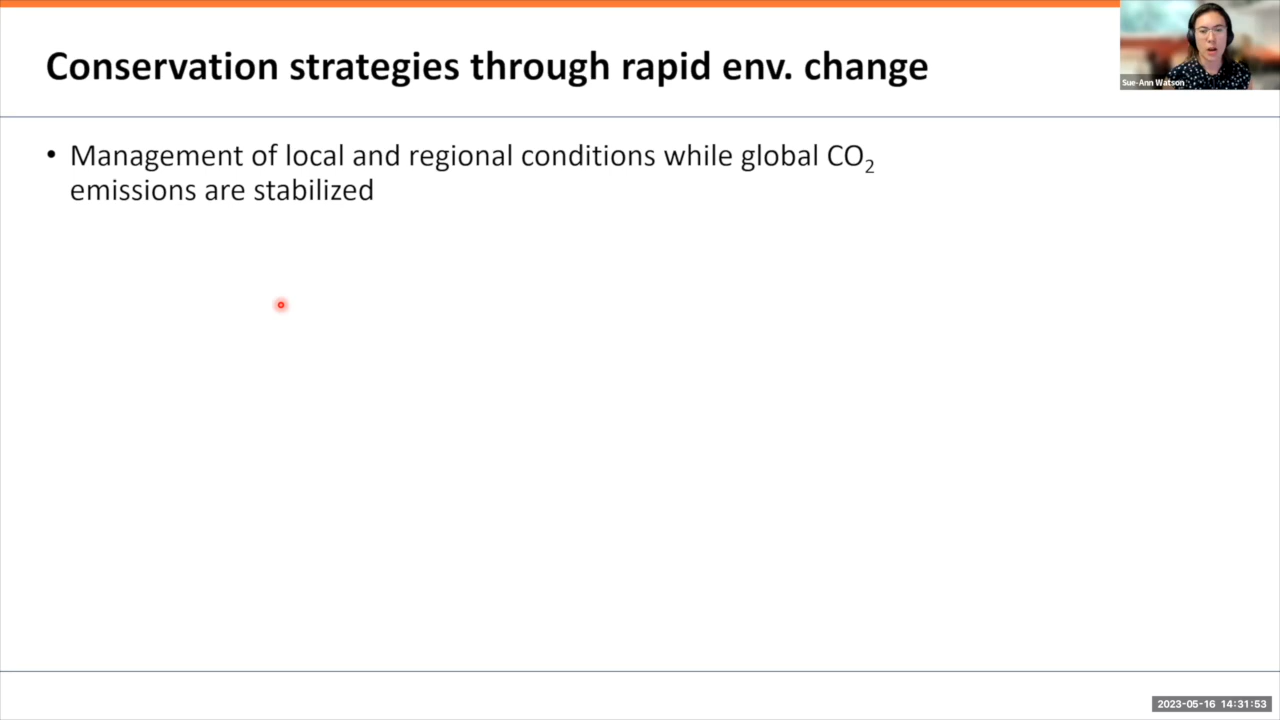 Conservation strategies through rapid env. change
Sue-Ann Watson
• Management of local and regional conditions while global CO₂
emissions are stabilized
2023-05-16 14:31:53